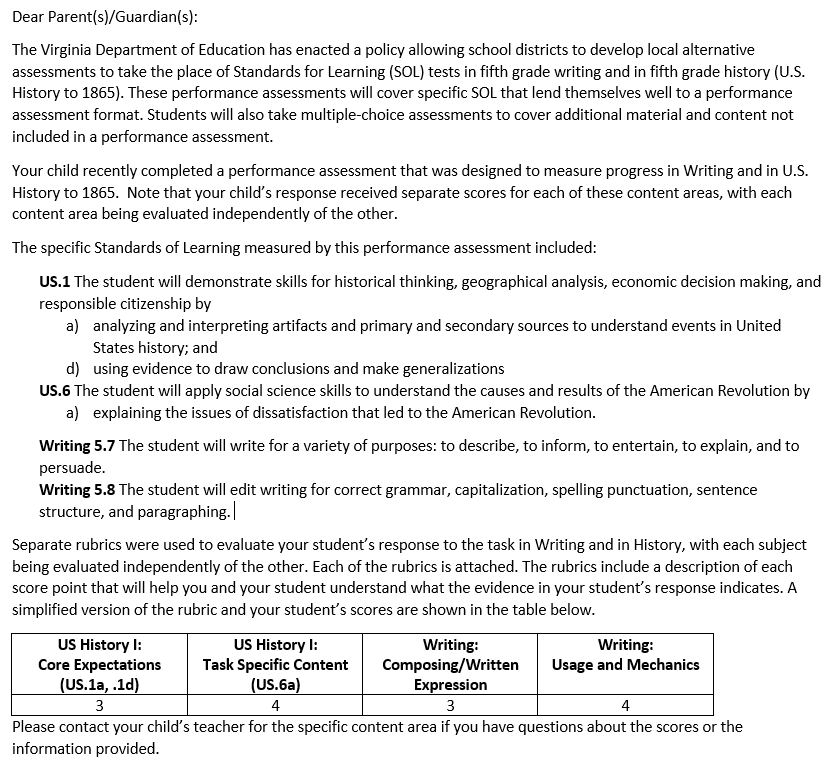 Dear Parent(s)/Guardian(s):
The Virginia Department of Education has enacted a policy allowing school districts to develop local alternative
assessments to take the place of Standards for Learning (SOL) tests in fifth grade writing and in fifth grade history (U.S.
History to 1865). These performance assessments will cover specific SOL that lend themselves well to a performance
assessment format. Students will also take multiple-choice assessments to cover additional material and content not
included in a performance assessment.
Your child recently completed a performance assessment that was designed to measure progress in Writing and in U.S.
History to 1865.  Note that your child's response received separate scores for each of these content areas, with each
content area being evaluated independently of the other.
The specific Standards of Learning measured by this performance assessment included:
US.1 The student will demonstrate skills for historical thinking, geographical analysis, economic decision making, and
responsible citizenship by
a) analyzing and interpreting artifacts and primary and secondary sources to understand events in United
States history; and
d) using evidence to draw conclusions and make generalizations
US.6 The student will apply social science skills to understand the causes and results of the American Revolution by
a) explaining the issues of dissatisfaction that led to the American Revolution.
Writing 5.7 The student will write for a variety of purposes: to describe, to inform, to entertain, to explain, and to
persuade.
Writing 5.8 The student will edit writing for correct grammar, capitalization, spelling punctuation, sentence
structure, and paragraphing.
Separate rubrics were used to evaluate your student's response to the task in Writing and in History, with each subject
being evaluated independently of the other. Each of the rubrics is attached. The rubrics include a description of each
score point that will help you and your student understand what the evidence in your student's response indicates. A
simplified version of the rubric and your student's scores are shown in the table below.
US History I: US History I: Writing: Writing:
Core Expectations Task Specific Content Composing/Written Usage and Mechanics
(US.1a, .1d) (US.6a) Expression
3 4 3 4
Please contact your child's teacher for the specific content area if you have questions about the scores or the
information provided.